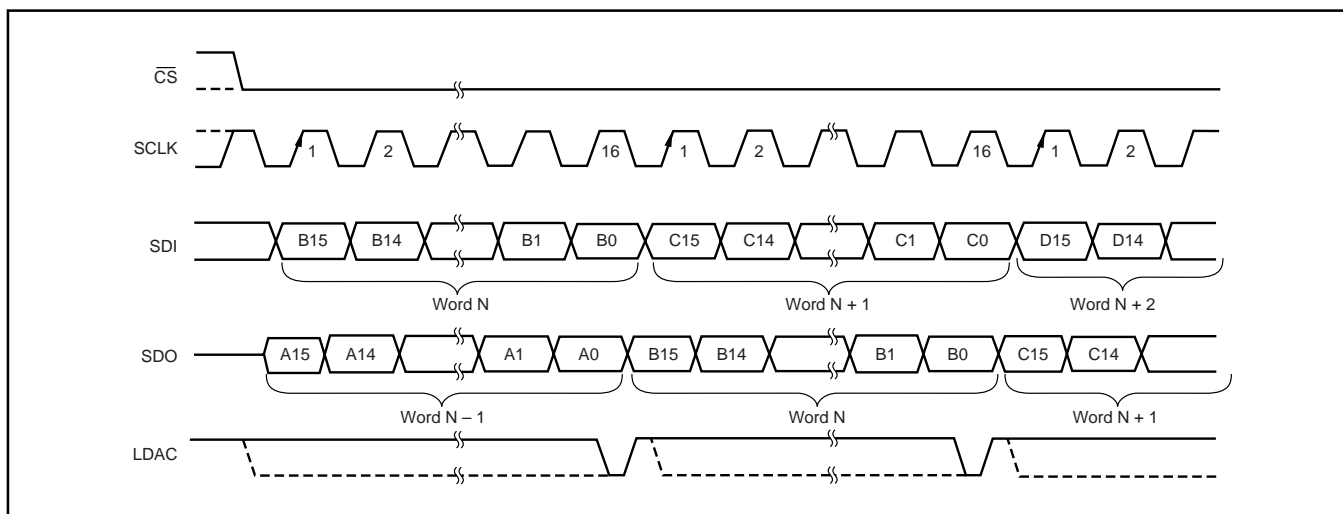 CS
SCLK 1 2 16 1 2 16 1 2
SDI B15 B14 B1 B0 C15 C14 C1 C0 D15 D14
Word N Word N + 1 Word N + 2
SDO A15 A14 A1 A0 B15 B14 B1 B0 C15 C14
Word N – 1 Word N Word N + 1
LDAC